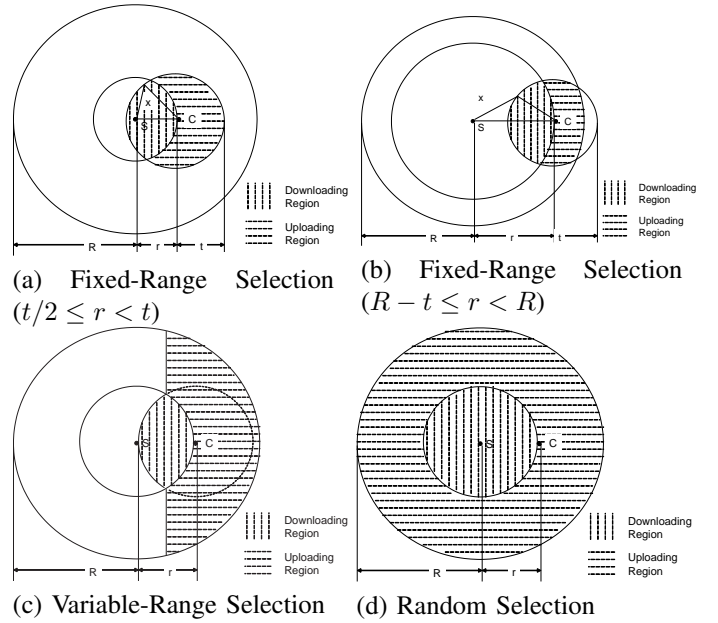 x
S
C
Downloading
Region
Uploading
Region
R
r
t
(a) Fixed-Range Selection
(t/2 ≤ r < t)
x
S
C
Downloading
Region
Uploading
Region
R
r
t
(b) Fixed-Range Selection
(R − t ≤ r < R)
S
C
Downloading
Region
Uploading
Region
R
r
(c) Variable-Range Selection
S
C
Downloading
Region
Uploading
Region
R
r
(d) Random Selection